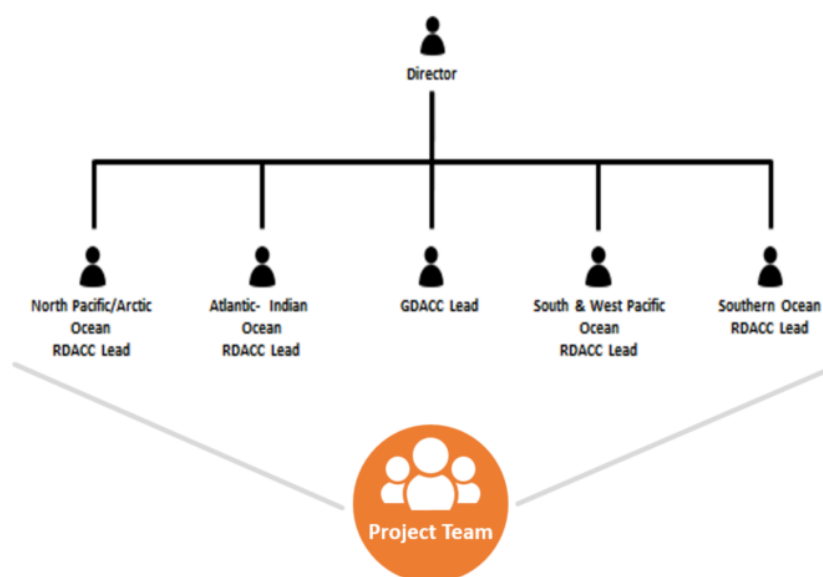 Director
North Pacific/Arctic
Ocean
RDACC Lead
Atlantic- Indian
Ocean
RDACC Lead
GDACC Lead
South & West Pacific
Ocean
RDACC Lead
Southern Ocean
RDACC Lead
Project Team